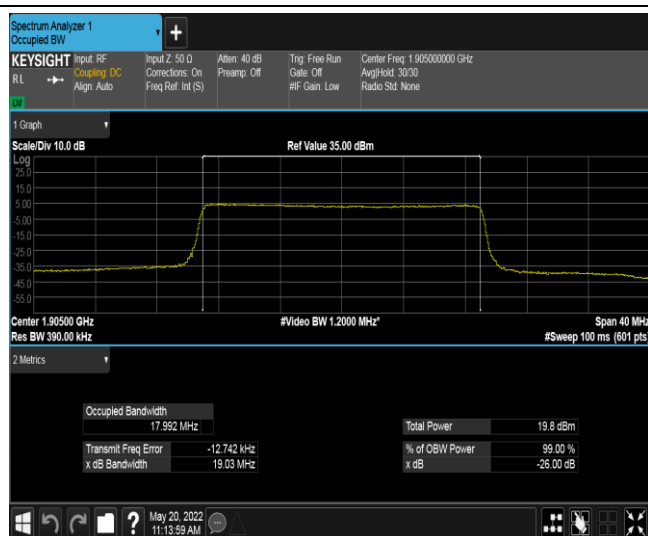 Spectrum Analyzer 1
Occupied BW
+
KEYSIGHT
RL
LNI
Input: RF
Coupling: DC
Align: Auto
Input Z: 50 Ω
Corrections: On
Freq Ref: Int (S)
Atten: 40 dB
Preamp: Off
Trig: Free Run
Gate: Off
#IF Gain: Low
Center Freq: 1.905000000 GHz
Avg|Hold: 30/30
Radio Std: None
1 Graph
Scale/Div 10.0 dB
Ref Value 35.00 dBm
Log
25.0
15.0
5.00
-5.00
-15.0
-25.0
-35.0
-45.0
-55.0
Center 1.90500 GHz
#Video BW 1.2000 MHz*
Span 40 MHz
Res BW 390.00 kHz
#Sweep 100 ms (601 pts)
2 Metrics
Occupied Bandwidth
17.992 MHz
Total Power 19.8 dBm
Transmit Freq Error -12.742 kHz
% of OBW Power 99.00 %
x dB Bandwidth 19.03 MHz
x dB -26.00 dB
?
May 20, 2022
11:13:59 AM